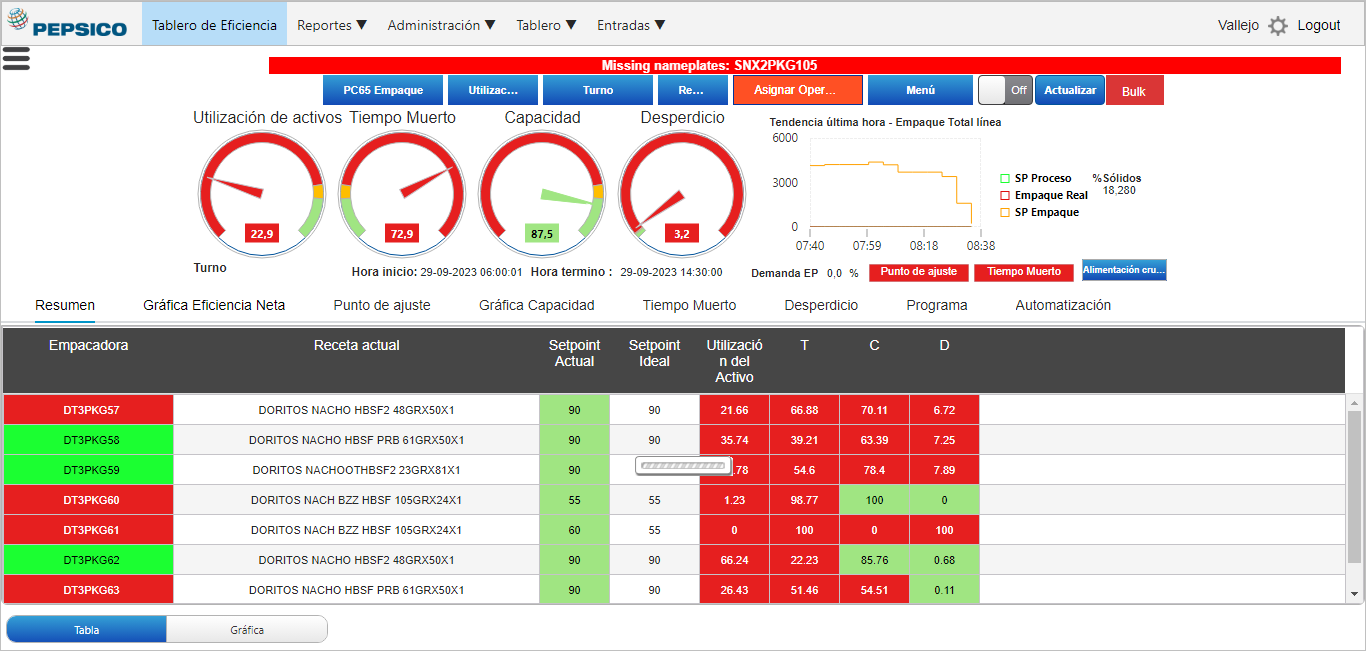 PEPSICO Tablero de Eficiencia Reportes ▼ Administración ▼ Tablero ▼ Entradas ▼ Vallejo Logout
Missing nameplates: SNX2PKG105
PC65 Empaque Utilizac... Turno Re... Asignar Oper... Menú Off Actualizar Bulk
Utilización de activos Tiempo Muerto Capacidad Desperdicio
22,9 72,9 87,5 3,2
Tendencia última hora - Empaque Total línea
6000
3000
0
07:40 07:59 08:18 08:38
SP Proceso
Empaque Real
SP Empaque
%Sólidos
18,280
Turno Hora inicio: 29-09-2023 06:00:01 Hora termino : 29-09-2023 14:30:00
Demanda EP 0,0 % Punto de ajuste Tiempo Muerto Alimentación cru...
Resumen Gráfica Eficiencia Neta Punto de ajuste Gráfica Capacidad Tiempo Muerto Desperdicio Programa Automatización
Empacadora Receta actual Setpoint Actual Setpoint Ideal Utilización del Activo T C D
DT3PKG57 DORITOS NACHO HBSF2 48GRX50X1 90 90 21.66 66.88 70.11 6.72
DT3PKG58 DORITOS NACHO HBSF PRB 61GRX50X1 90 90 35.74 39.21 63.39 7.25
DT3PKG59 DORITOS NACHOOTHBSF2 23GRX81X1 90 .78 54.6 78.4 7.89
DT3PKG60 DORITOS NACH BZZ HBSF 105GRX24X1 55 55 1.23 98.77 100 0
DT3PKG61 DORITOS NACH BZZ HBSF 105GRX24X1 60 55 0 100 0 100
DT3PKG62 DORITOS NACHO HBSF2 48GRX50X1 90 90 66.24 22.23 85.76 0.68
DT3PKG63 DORITOS NACHO HBSF PRB 61GRX50X1 90 90 26.43 51.46 54.51 0.11
Tabla Gráfica